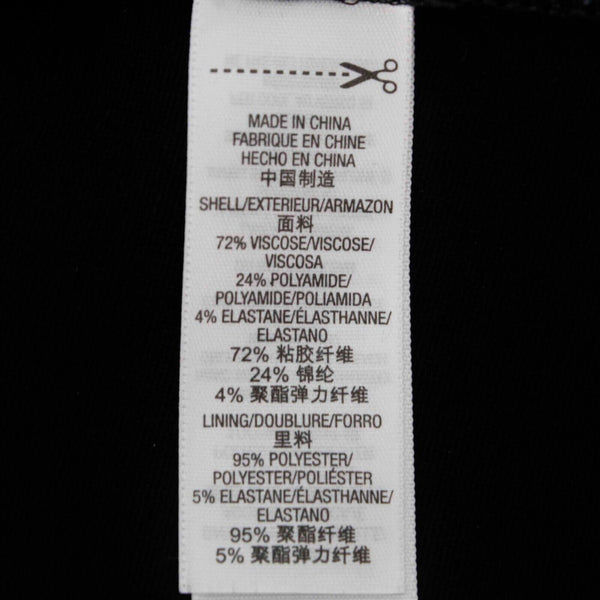 MADE IN CHINA
FABRIQUE EN CHINE
HECHO EN CHINA
中国制造
SHELL/EXTERIEUR/ARMAZON
面料
72% VISCOSE/VISCOSE/
VISCOSA
24% POLYAMIDE/
POLYAMIDE/POLIAMIDA
4% ELASTANE/ÉLASTHANNE/
ELASTANO
72% 粘胶纤维
24% 锦纶
4% 聚酯弹力纤维
LINING/DOUBLURE/FORRO
里料
95% POLYESTER/
POLYESTER/POLIÉSTER
5% ELASTANE/ÉLASTHANNE/
ELASTANO
95% 聚酯纤维
5% 聚酯弹力纤维